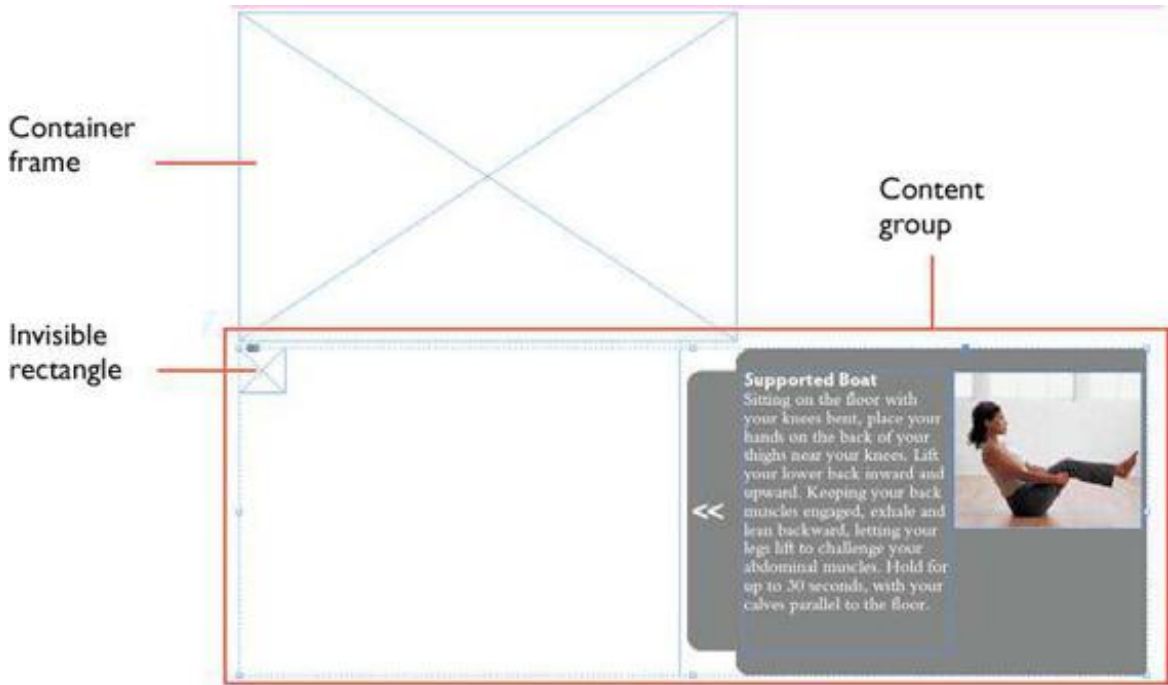 Container
frame
Content
group
Invisible
rectangle
Supported Boat
Sitting on the floor with
your knees bent, place your
hands on the back of your
thighs near your knees. Lift
your lower back inward and
upward. Keeping your back
muscles engaged, exhale and
lean backward, letting your
legs lift to challenge your
abdominal muscles. Hold for
up to 30 seconds, with your
calves parallel to the floor.
<<